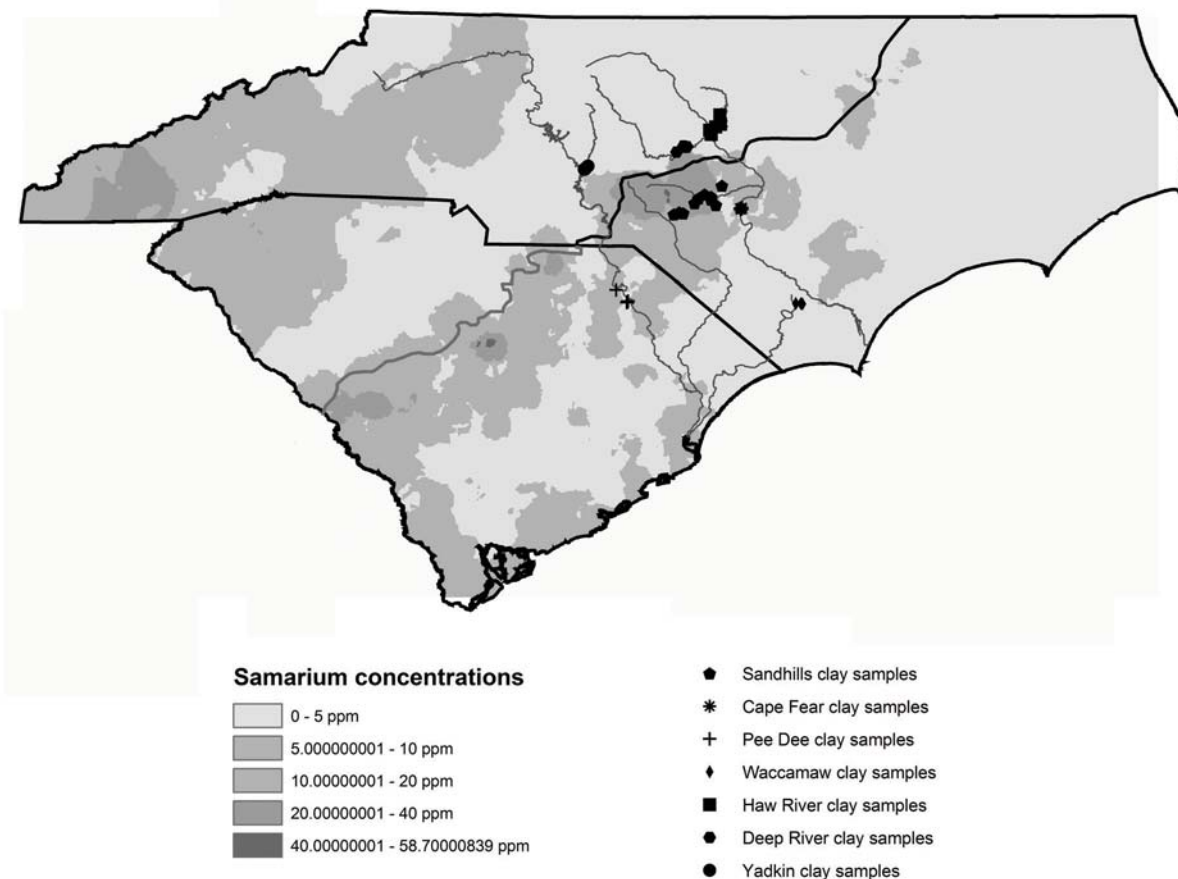 Samarium concentrations
0 - 5 ppm
5.000000001 - 10 ppm
10.00000001 - 20 ppm
20.00000001 - 40 ppm
40.00000001 - 58.70000839 ppm
Sandhills clay samples
Cape Fear clay samples
Pee Dee clay samples
Waccamaw clay samples
Haw River clay samples
Deep River clay samples
Yadkin clay samples